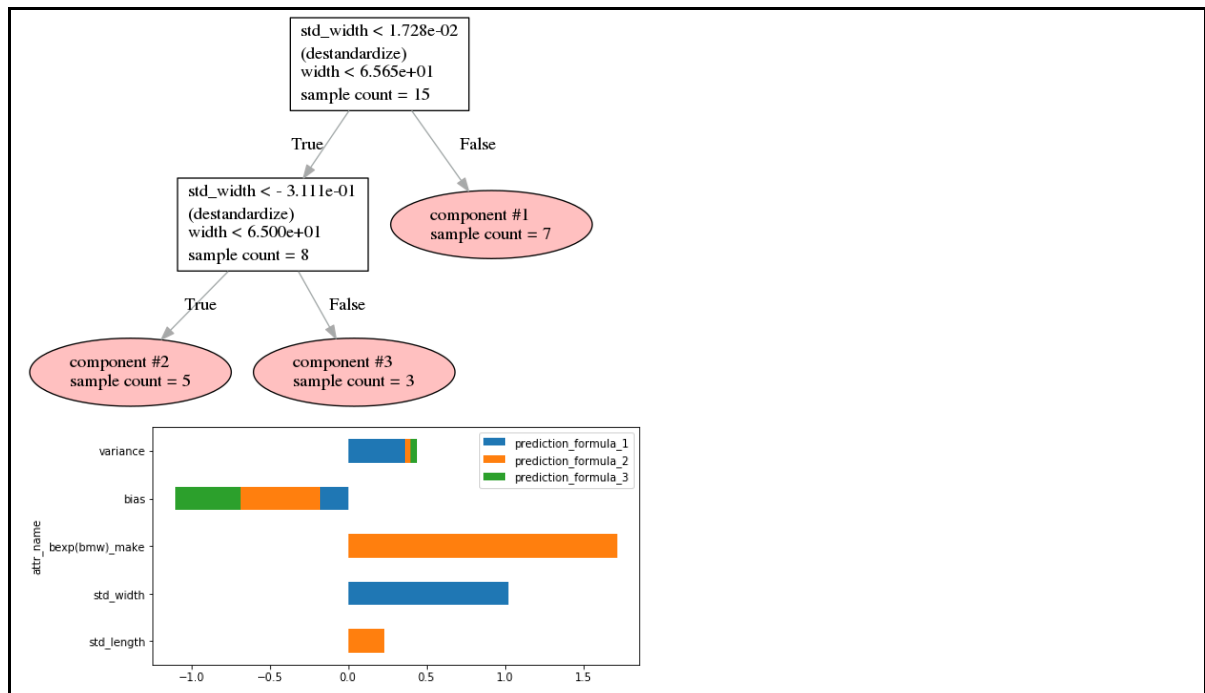 std_width < 1.728e-02
(destandardize)
width < 6.565e+01
sample count = 15
True
False
std_width < - 3.111e-01
(destandardize)
width < 6.500e+01
sample count = 8
component #1
sample count = 7
True
False
component #2
sample count = 5
component #3
sample count = 3
prediction_formula_1
prediction_formula_2
prediction_formula_3
attr_name
variance
bias
bexp(bmw)_make
std_width
std_length
−1.0
−0.5
0.0
0.5
1.0
1.5